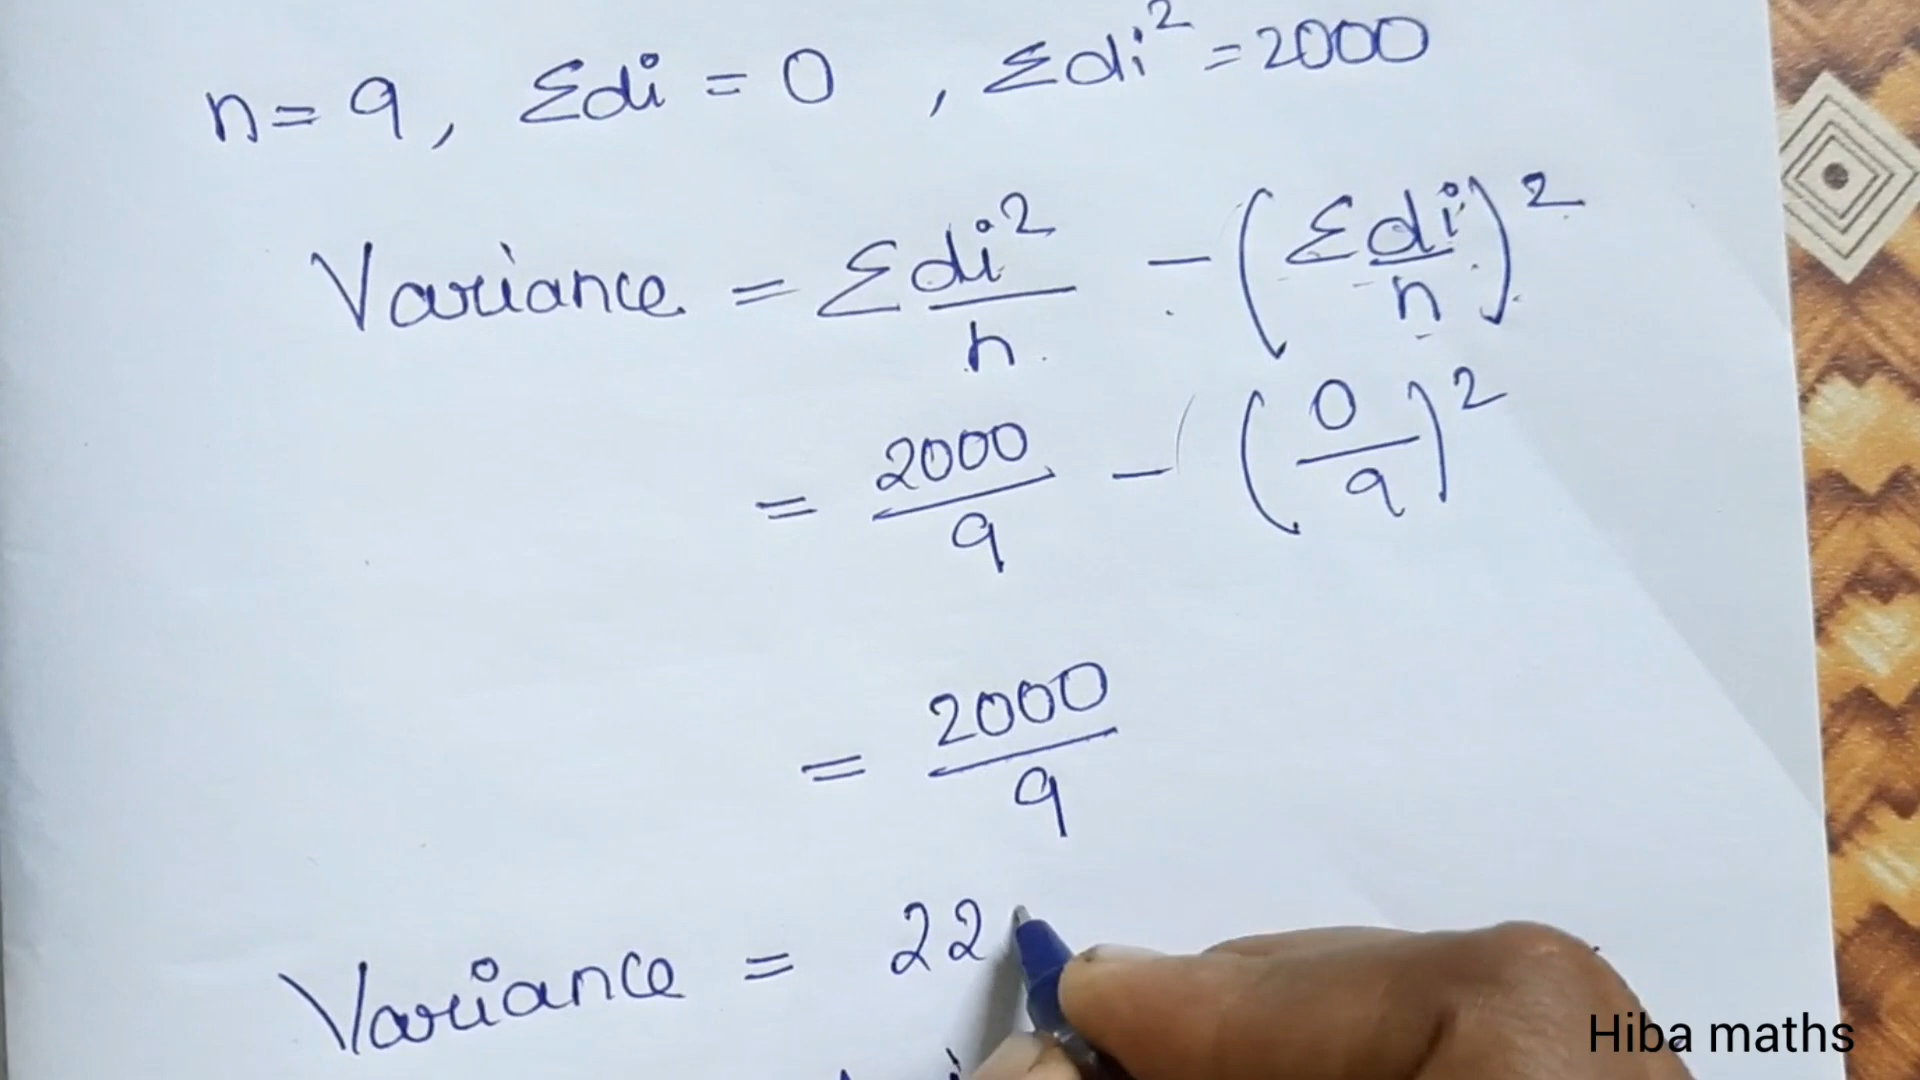 n = 9, Σdi = 0, Σdi² = 2000
Variance = Σdi²/n - (Σdi/n)²
= 2000/9 - (0/9)²
= 2000/9
Variance = 22
Hiba maths